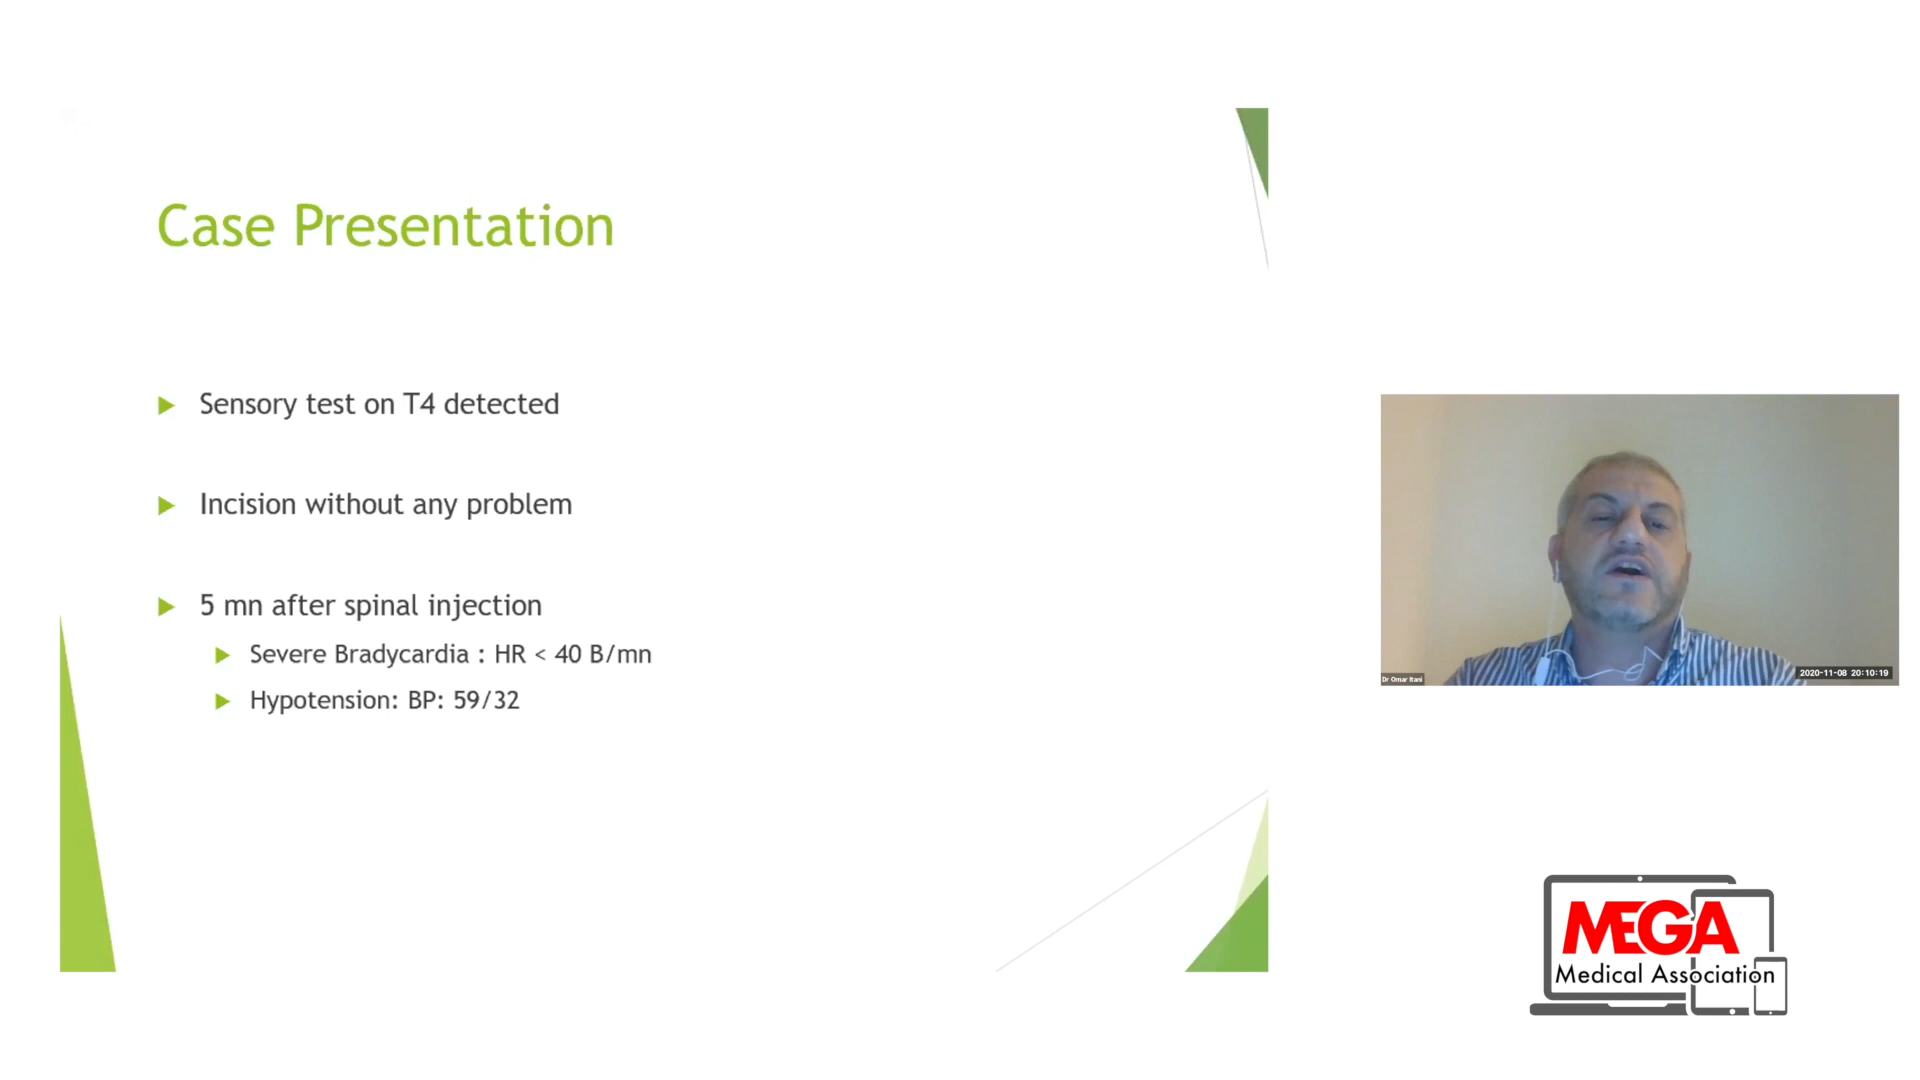 Case Presentation
Sensory test on T4 detected
Incision without any problem
5 mn after spinal injection
Severe Bradycardia : HR < 40 B/mn
Hypotension: BP: 59/32
Dr Omar Itani
2020-11-08 20:10:19
MEGA
Medical Association